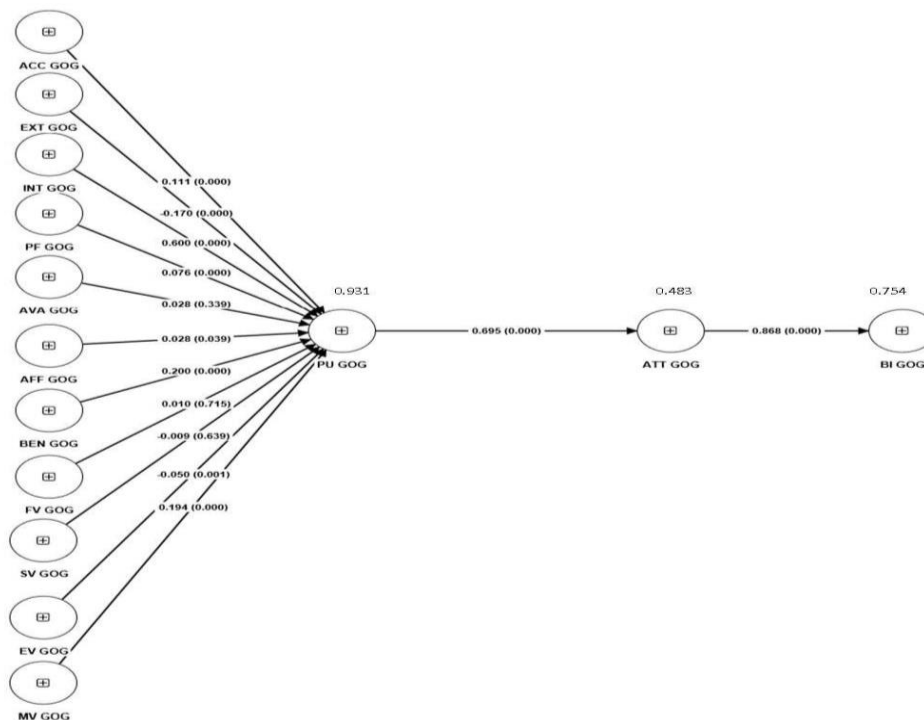 ACC GOG
EXT GOG
INT GOG
PF GOG
AVA GOG
AFF GOG
BEN GOG
FV GOG
SV GOG
EV GOG
MV GOG
0.111 (0.000)
-0.170 (0.000)
0.600 (0.000)
0.076 (0.000)
0.028 (0.339)
0.028 (0.039)
0.200 (0.000)
0.010 (0.715)
-0.009 (0.639)
-0.050 (0.001)
0.194 (0.000)
0.931
PU GOG
0.695 (0.000)
0.483
ATT GOG
0.868 (0.000)
0.754
BI GOG